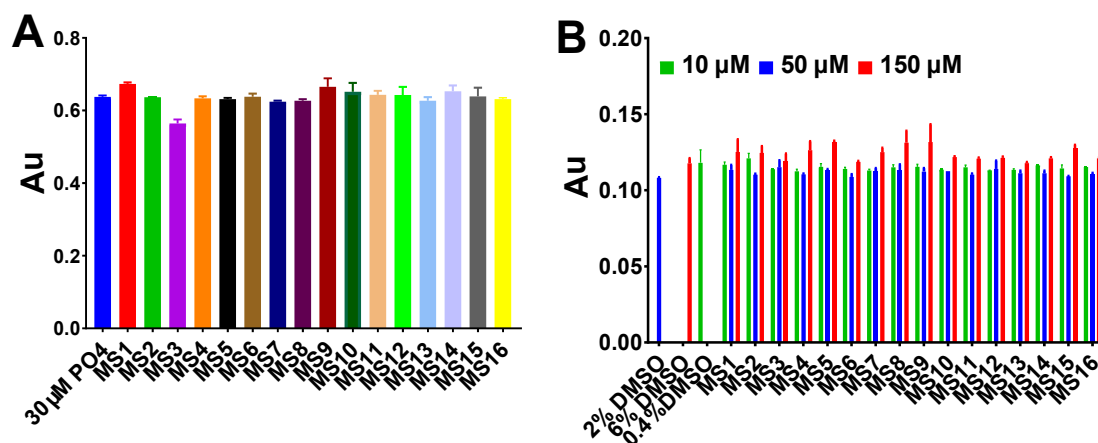 A
Au
0.8
0.6
0.4
0.2
0.0
30 µM PO4
MS1
MS2
MS3
MS4
MS5
MS6
MS7
MS8
MS9
MS10
MS11
MS12
MS13
MS14
MS15
MS16
B
Au
0.20
0.15
0.10
0.05
0.00
10 µM 50 µM 150 µM
2% DMSO
6% DMSO
0.4%DMSO
MS1
MS2
MS3
MS4
MS5
MS6
MS7
MS8
MS9
MS10
MS11
MS12
MS13
MS14
MS15
MS16